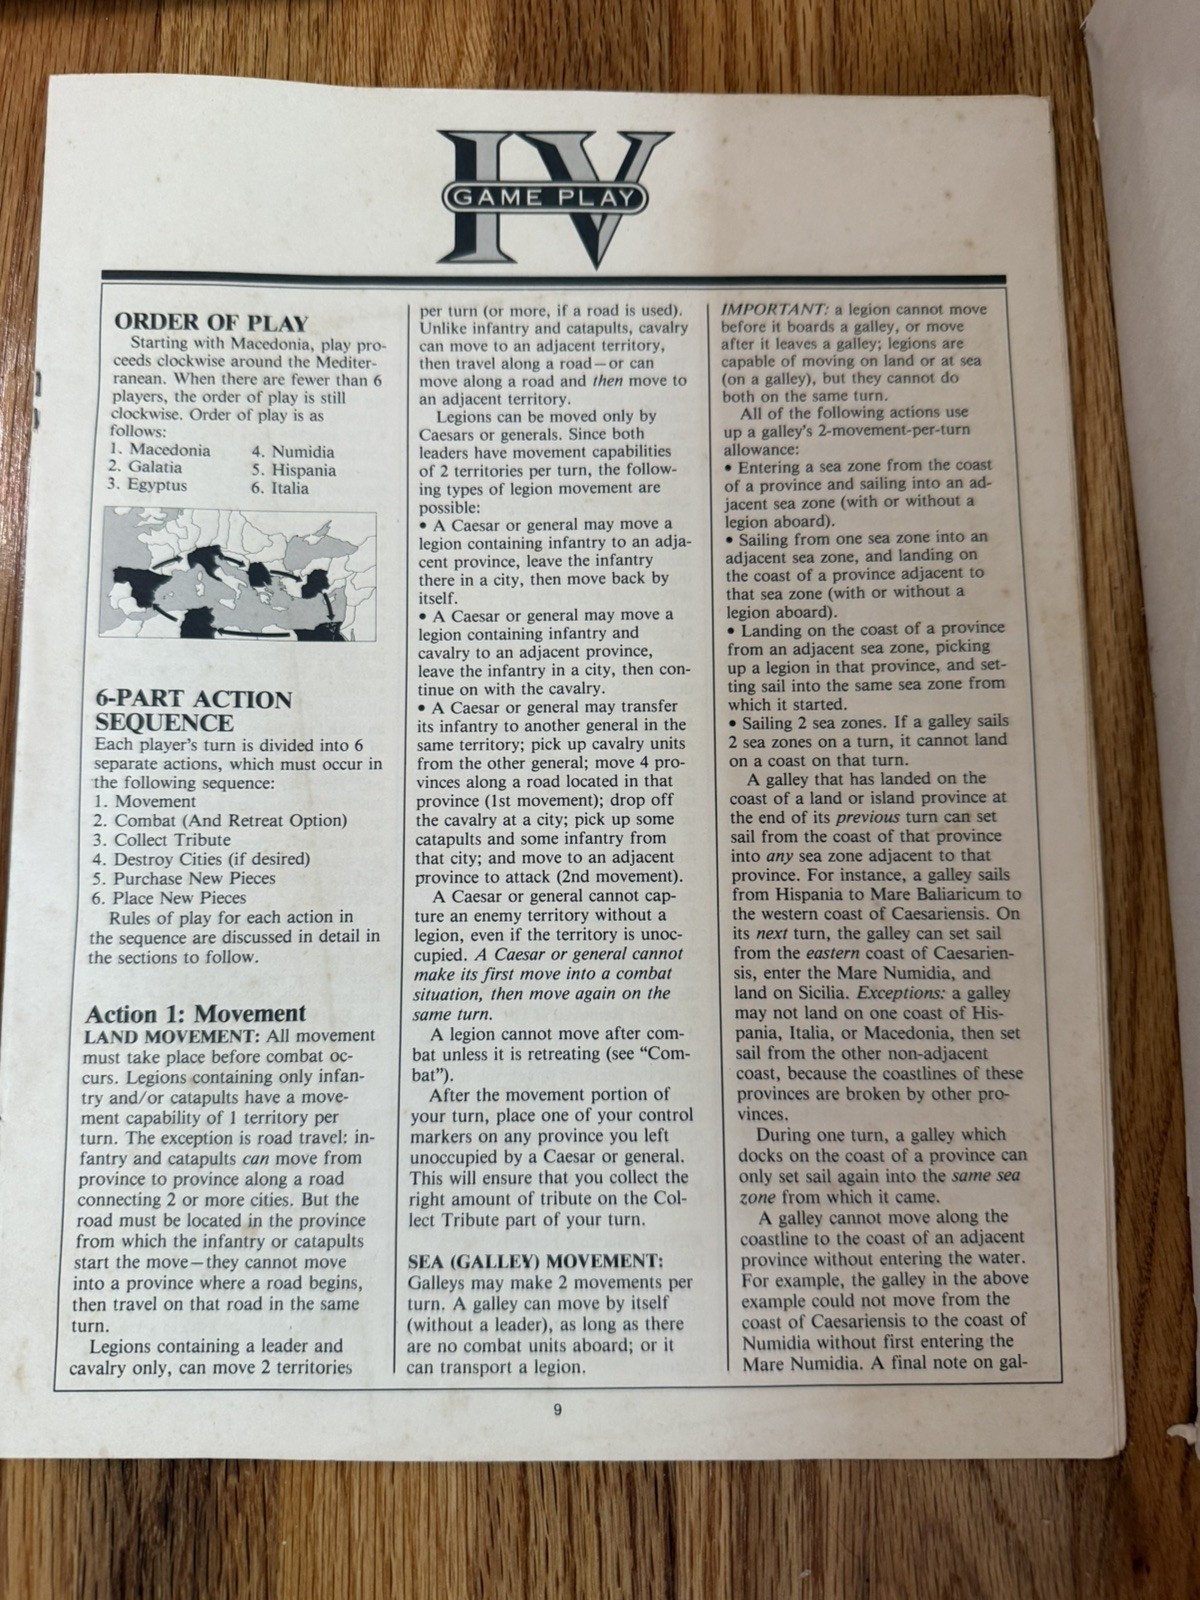 IV
GAME PLAY
ORDER OF PLAY
Starting with Macedonia, play pro-
ceeds clockwise around the Mediter-
ranean. When there are fewer than 6
players, the order of play is still
clockwise. Order of play is as
follows:
1. Macedonia 4. Numidia
2. Galatia 5. Hispania
3. Egyptus 6. Italia
6-PART ACTION
SEQUENCE
Each player's turn is divided into 6
separate actions, which must occur in
the following sequence:
1. Movement
2. Combat (And Retreat Option)
3. Collect Tribute
4. Destroy Cities (if desired)
5. Purchase New Pieces
6. Place New Pieces
Rules of play for each action in
the sequence are discussed in detail in
the sections to follow.
Action 1: Movement
LAND MOVEMENT: All movement
must take place before combat oc-
curs. Legions containing only infan-
try and/or catapults have a move-
ment capability of 1 territory per
turn. The exception is road travel: in-
fantry and catapults can move from
province to province along a road
connecting 2 or more cities. But the
road must be located in the province
from which the infantry or catapults
start the move—they cannot move
into a province where a road begins,
then travel on that road in the same
turn.
Legions containing a leader and
cavalry only, can move 2 territories
per turn (or more, if a road is used).
Unlike infantry and catapults, cavalry
can move to an adjacent territory,
then travel along a road—or can
move along a road and then move to
an adjacent territory.
Legions can be moved only by
Caesars or generals. Since both
leaders have movement capabilities
of 2 territories per turn, the follow-
ing types of legion movement are
possible:
• A Caesar or general may move a
legion containing infantry to an adja-
cent province, leave the infantry
there in a city, then move back by
itself.
• A Caesar or general may move a
legion containing infantry and
cavalry to an adjacent province,
leave the infantry in a city, then con-
tinue on with the cavalry.
• A Caesar or general may transfer
its infantry to another general in the
same territory; pick up cavalry units
from the other general; move 4 pro-
vinces along a road located in that
province (1st movement); drop off
the cavalry at a city; pick up some
catapults and some infantry from
that city; and move to an adjacent
province to attack (2nd movement).
A Caesar or general cannot cap-
ture an enemy territory without a
legion, even if the territory is unoc-
cupied. A Caesar or general cannot
make its first move into a combat
situation, then move again on the
same turn.
A legion cannot move after com-
bat unless it is retreating (see “Com-
bat”).
After the movement portion of
your turn, place one of your control
markers on any province you left
unoccupied by a Caesar or general.
This will ensure that you collect the
right amount of tribute on the Col-
lect Tribute part of your turn.
SEA (GALLEY) MOVEMENT:
Galleys may make 2 movements per
turn. A galley can move by itself
(without a leader), as long as there
are no combat units aboard; or it
can transport a legion.
IMPORTANT: a legion cannot move
before it boards a galley, or move
after it leaves a galley; legions are
capable of moving on land or at sea
(on a galley), but they cannot do
both on the same turn.
All of the following actions use
up a galley's 2-movement-per-turn
allowance:
• Entering a sea zone from the coast
of a province and sailing into an ad-
jacent sea zone (with or without a
legion aboard).
• Sailing from one sea zone into an
adjacent sea zone, and landing on
the coast of a province adjacent to
that sea zone (with or without a
legion aboard).
• Landing on the coast of a province
from an adjacent sea zone, picking
up a legion in that province, and set-
ting sail into the same sea zone from
which it started.
• Sailing 2 sea zones. If a galley sails
2 sea zones on a turn, it cannot land
on a coast on that turn.
A galley that has landed on the
coast of a land or island province at
the end of its previous turn can set
sail from the coast of that province
into any sea zone adjacent to that
province. For instance, a galley sails
from Hispania to Mare Baliaricum to
the western coast of Caesariensis. On
its next turn, the galley can set sail
from the eastern coast of Caesarien-
sis, enter the Mare Numidia, and
land on Sicilia. Exceptions: a galley
may not land on one coast of His-
pania, Italia, or Macedonia, then set
sail from the other non-adjacent
coast, because the coastlines of these
provinces are broken by other pro-
vinces.
During one turn, a galley which
docks on the coast of a province can
only set sail again into the same sea
zone from which it came.
A galley cannot move along the
coastline to the coast of an adjacent
province without entering the water.
For example, the galley in the above
example could not move from the
coast of Caesariensis to the coast of
Numidia without first entering the
Mare Numidia. A final note on gal-
9